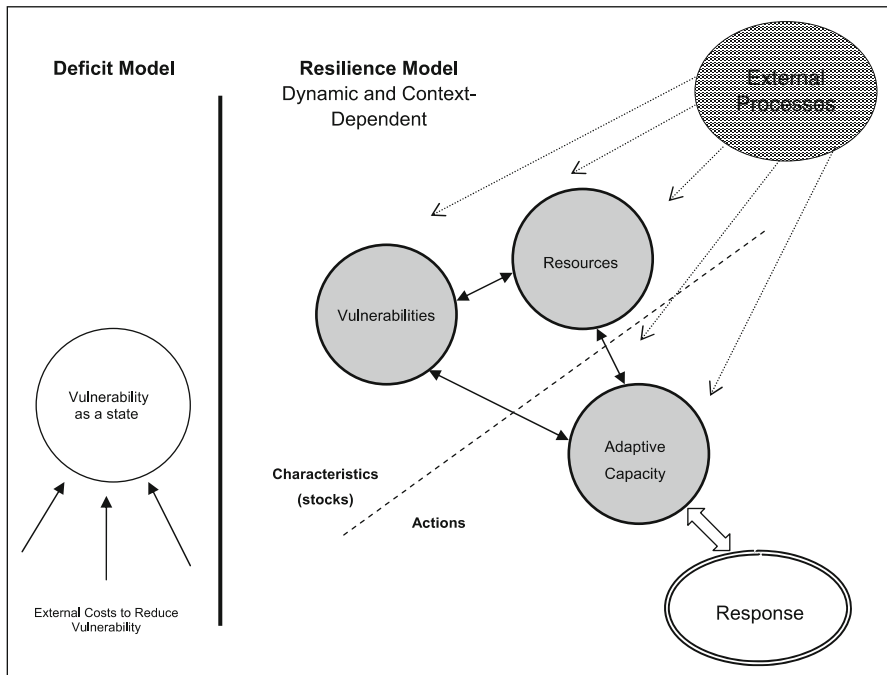 Deficit Model
Resilience Model
Dynamic and Context-
Dependent
External
Processes
Resources
Vulnerabilities
Vulnerability
as a state
Adaptive
Capacity
Characteristics
(stocks)
Actions
External Costs to Reduce
Vulnerability
Response